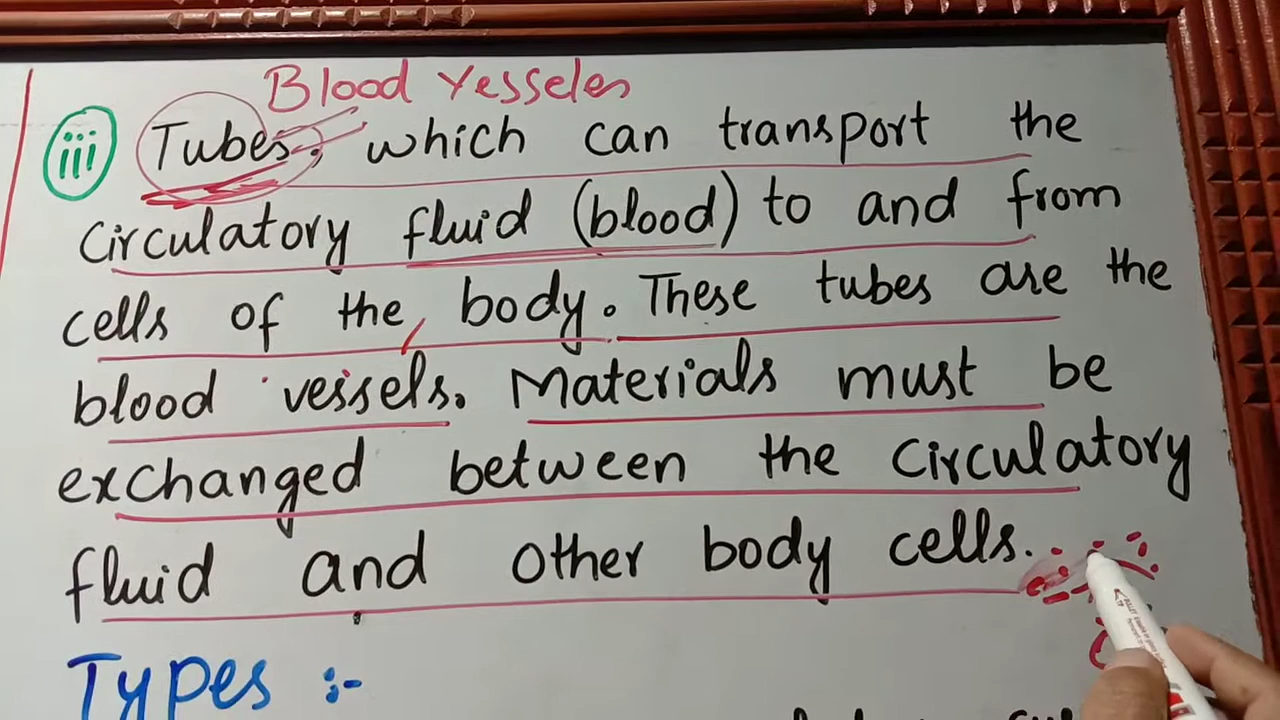 Blood Vesseles
iii Tubes, which can transport the
Circulatory fluid (blood) to and from
cells of the body. These tubes are the
blood vessels. Materials must be
exchanged between the circulatory
fluid and other body cells.
Types :-